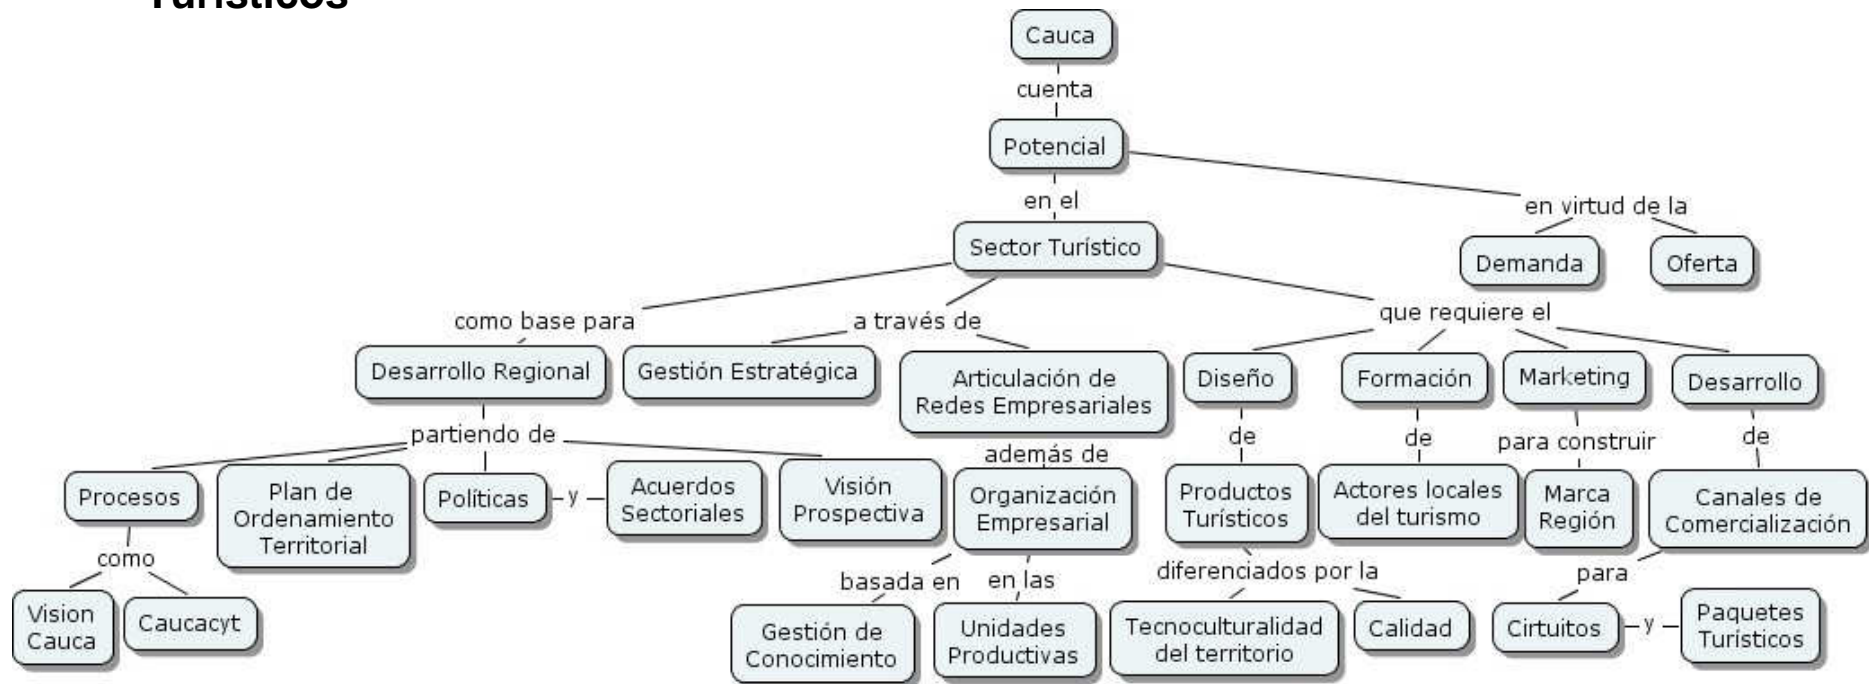 Turísticos
Cauca
cuenta
Potencial
en el
en virtud de la
Sector Turístico
Demanda
Oferta
como base para
a través de
que requiere el
Desarrollo Regional
Gestión Estratégica
Articulación de
Redes Empresariales
Diseño
Formación
Marketing
Desarrollo
partiendo de
además de
de
de
para construir
de
Procesos
Plan de
Ordenamiento
Territorial
Políticas
y
Acuerdos
Sectoriales
Visión
Prospectiva
Organización
Empresarial
Productos
Turísticos
Actores locales
del turismo
Marca
Región
Canales de
Comercialización
como
basada en
en las
diferenciados por la
para
Vision
Cauca
Caucacyt
Gestión de
Conocimiento
Unidades
Productivas
Tecnoculturalidad
del territorio
Calidad
Cirtuitos
y
Paquetes
Turísticos